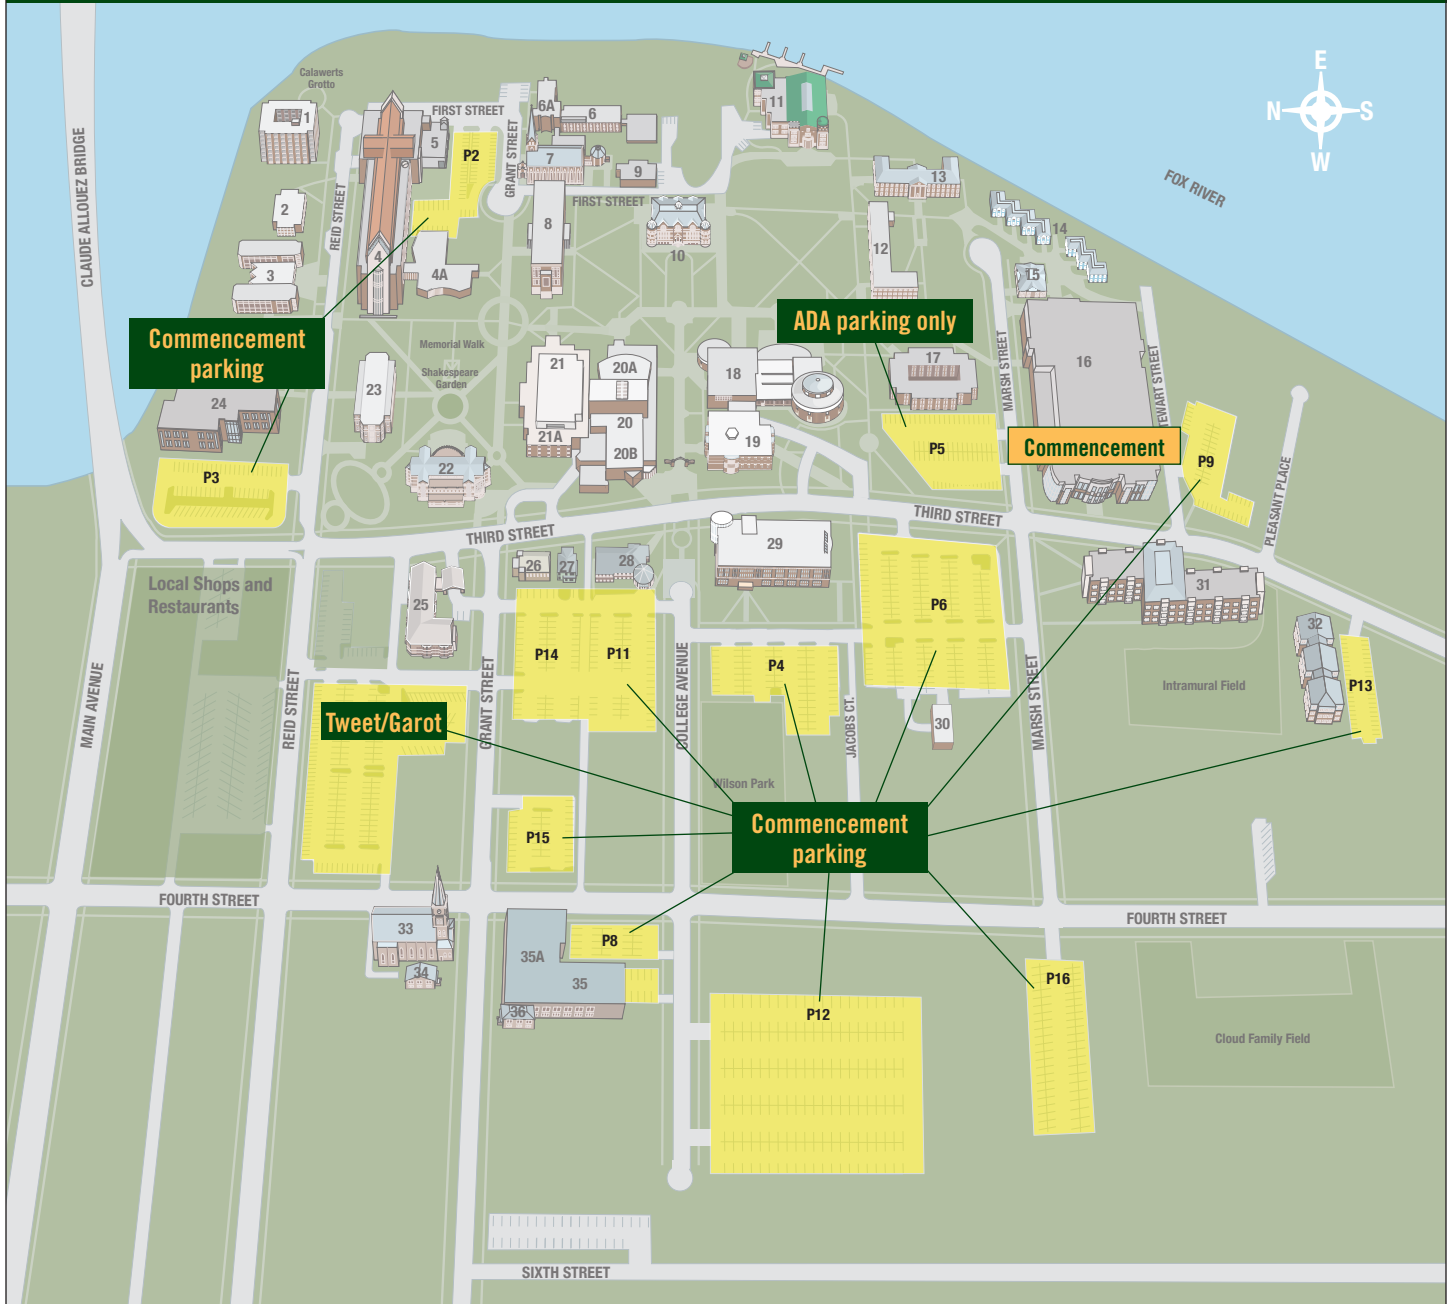 E
N
S
W
FOX RIVER
CLAUDE ALLOUEZ BRIDGE
Calawerts
Grotto
1
2
3
REID STREET
FIRST STREET
4
5
P2
4A
GRANT STREET
6A
6
7
8
9
FIRST STREET
10
11
12
13
14
15
Commencement
parking
ADA parking only
Memorial Walk
Shakespeare
Garden
24
23
22
21
21A
20A
20
20B
18
19
17
MARSH STREET
16
STEWART STREET
P3
P5
Commencement
P9
PLEASANT PLACE
THIRD STREET
THIRD STREET
Local Shops and
Restaurants
25
26
27
28
29
31
32
P14
P11
P4
P6
Intramural Field
P13
MAIN AVENUE
REID STREET
Tweet/Garot
GRANT STREET
COLLEGE AVENUE
JACOBS CT.
30
MARSH STREET
Wilson Park
P15
Commencement
parking
FOURTH STREET
FOURTH STREET
33
34
35A
35
36
P8
P12
P16
Cloud Family Field
SIXTH STREET